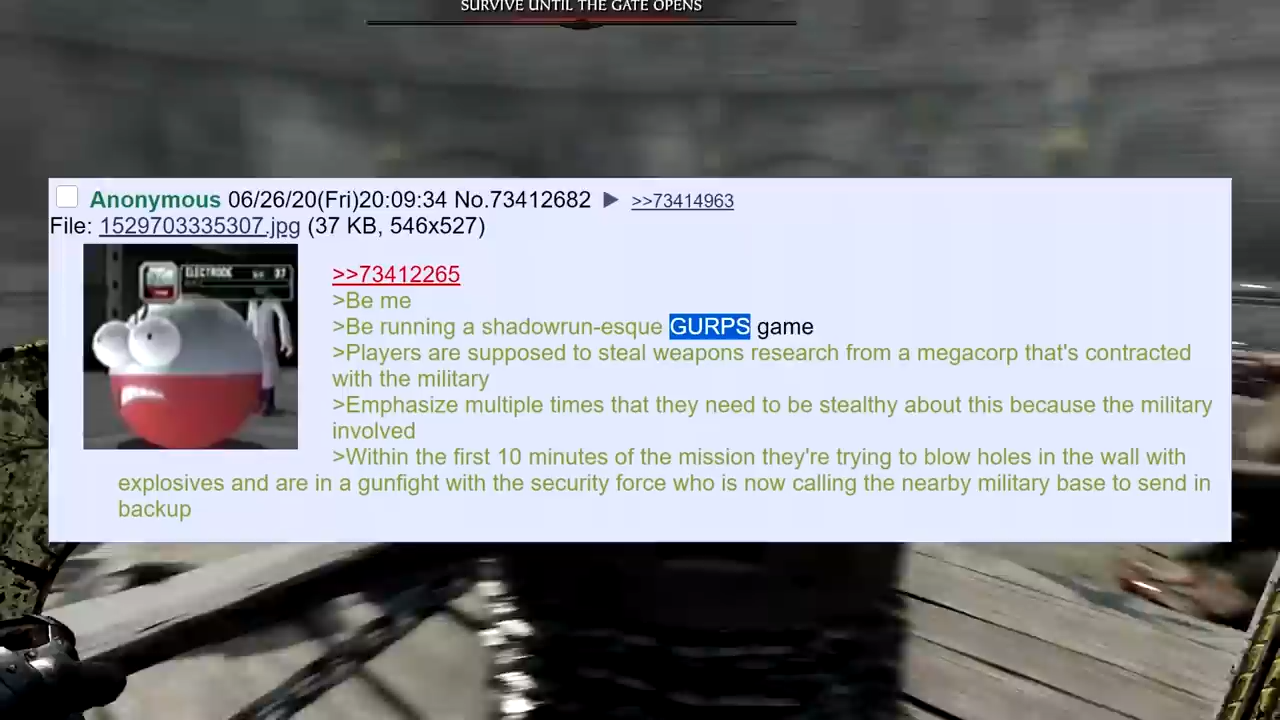 SURVIVE UNTIL THE GATE OPENS
Anonymous 06/26/20(Fri)20:09:34 No.73412682 ▶ >>73414963
File: 1529703335307.jpg (37 KB, 546x527)
ELECTRODE
>>73412265
>Be me
>Be running a shadowrun-esque GURPS game
>Players are supposed to steal weapons research from a megacorp that's contracted
with the military
>Emphasize multiple times that they need to be stealthy about this because the military
involved
>Within the first 10 minutes of the mission they're trying to blow holes in the wall with
explosives and are in a gunfight with the security force who is now calling the nearby military base to send in
backup